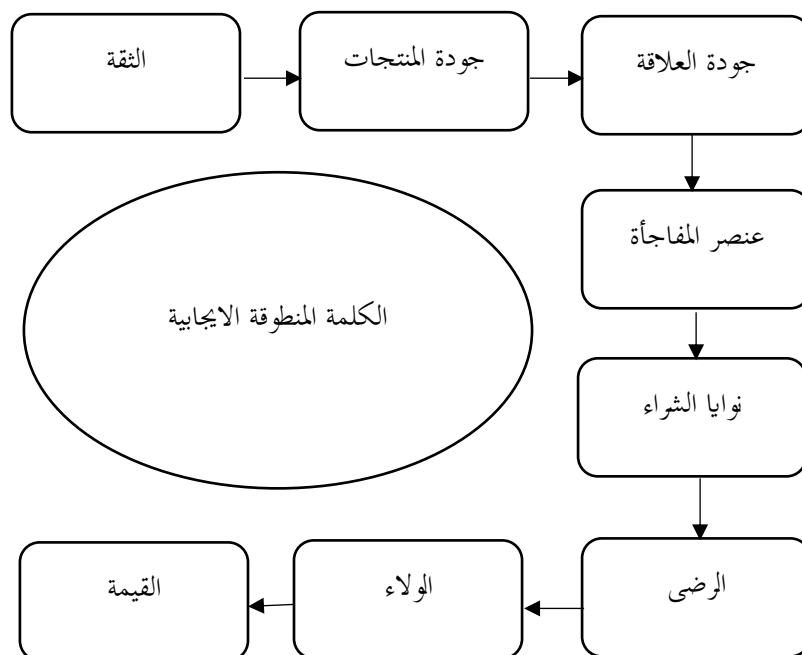 الثقة
جودة المنتجات
جودة العلاقة
عنصر المفاجأة
الكلمة المنطوقة الايجابية
نوايا الشراء
الرضى
الولاء
القيمة